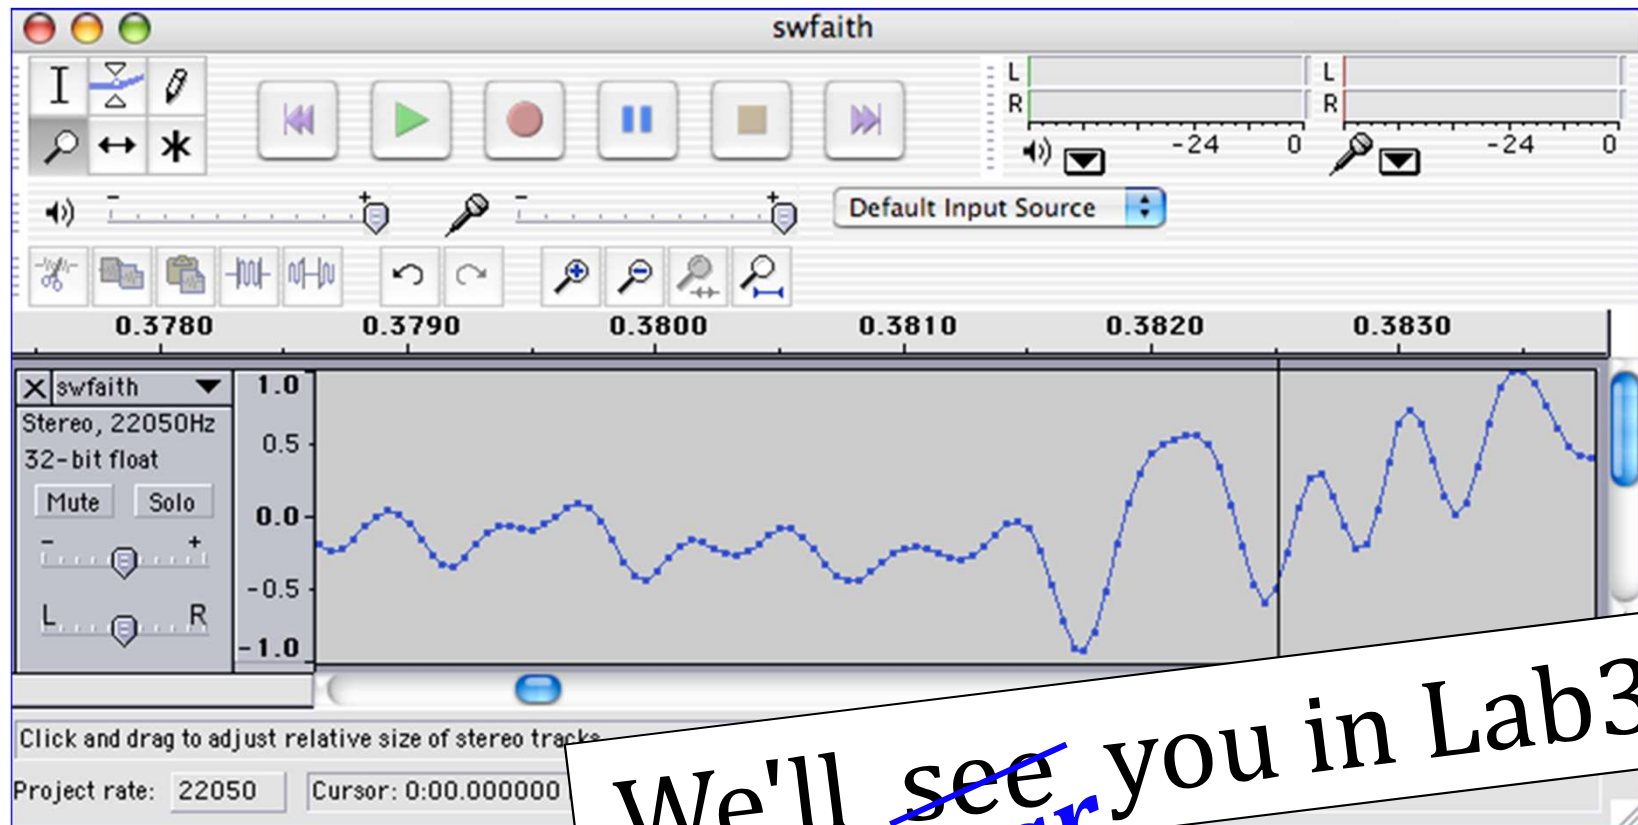 swfaith
L
R
-24 0
L
R
-24 0
- + - + Default Input Source
0.3780 0.3790 0.3800 0.3810 0.3820 0.3830
X swfaith
Stereo, 22050Hz
32-bit float
Mute Solo
- +
L R
1.0
0.5
0.0
-0.5
-1.0
Click and drag to adjust relative size of stereo tracks
Project rate: 22050 Cursor: 0:00.000000
We'll see you in Lab3